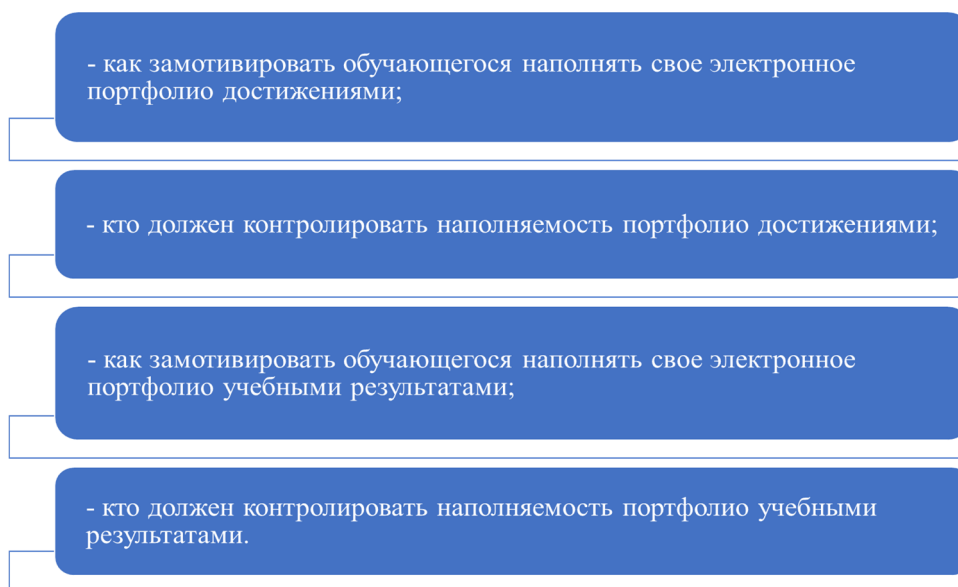 - как замотивировать обучающегося наполнять свое электронное
портфолио достижениями;
- кто должен контролировать наполняемость портфолио достижениями;
- как замотивировать обучающегося наполнять свое электронное
портфолио учебными результатами;
- кто должен контролировать наполняемость портфолио учебными
результатами.